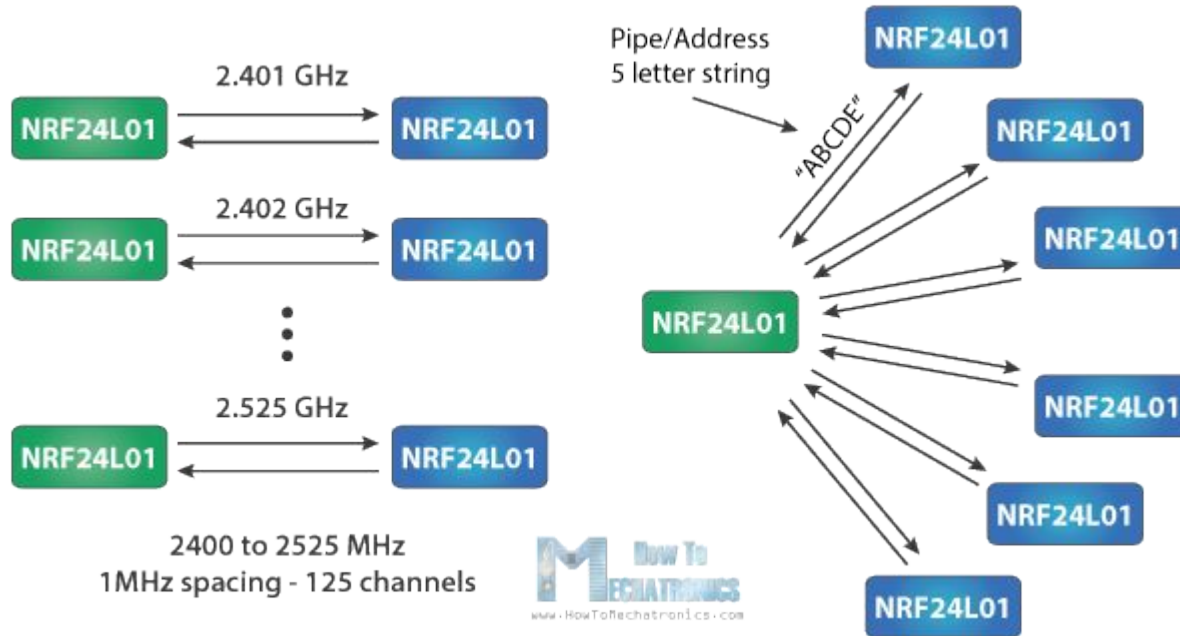 2.401 GHz
NRF24L01
NRF24L01
2.402 GHz
NRF24L01
NRF24L01
2.525 GHz
NRF24L01
NRF24L01
2400 to 2525 MHz
1MHz spacing - 125 channels
Pipe/Address
5 letter string
"ABCDE"
NRF24L01
NRF24L01
NRF24L01
NRF24L01
NRF24L01
NRF24L01
NRF24L01
How To
Mechatronics
www.HowToMechatronics.com